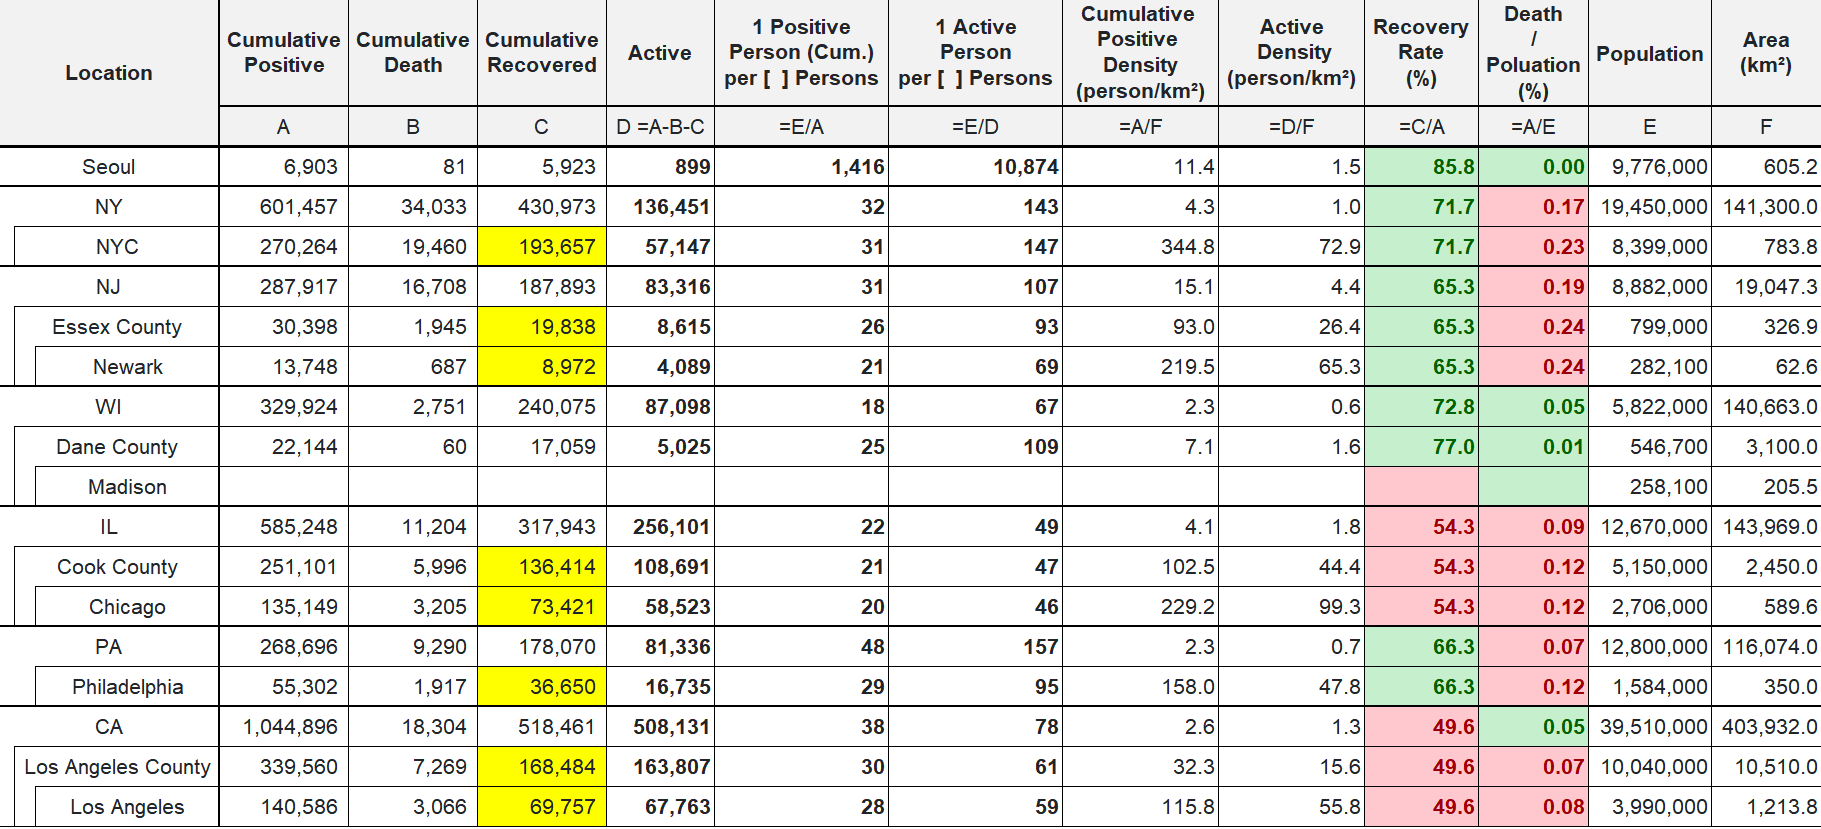 Location
Cumulative Positive
Cumulative Death
Cumulative Recovered
Active
1 Positive Person (Cum.) per [  ] Persons
1 Active Person per [  ] Persons
Cumulative Positive Density (person/km²)
Active Density (person/km²)
Recovery Rate (%)
Death / Poluation (%)
Population
Area (km²)
A B C D =A-B-C =E/A =E/D =A/F =D/F =C/A =A/E E F
Seoul 6,903 81 5,923 899 1,416 10,874 11.4 1.5 85.8 0.00 9,776,000 605.2
NY 601,457 34,033 430,973 136,451 32 143 4.3 1.0 71.7 0.17 19,450,000 141,300.0
NYC 270,264 19,460 193,657 57,147 31 147 344.8 72.9 71.7 0.23 8,399,000 783.8
NJ 287,917 16,708 187,893 83,316 31 107 15.1 4.4 65.3 0.19 8,882,000 19,047.3
Essex County 30,398 1,945 19,838 8,615 26 93 93.0 26.4 65.3 0.24 799,000 326.9
Newark 13,748 687 8,972 4,089 21 69 219.5 65.3 65.3 0.24 282,100 62.6
WI 329,924 2,751 240,075 87,098 18 67 2.3 0.6 72.8 0.05 5,822,000 140,663.0
Dane County 22,144 60 17,059 5,025 25 109 7.1 1.6 77.0 0.01 546,700 3,100.0
Madison 258,100 205.5
IL 585,248 11,204 317,943 256,101 22 49 4.1 1.8 54.3 0.09 12,670,000 143,969.0
Cook County 251,101 5,996 136,414 108,691 21 47 102.5 44.4 54.3 0.12 5,150,000 2,450.0
Chicago 135,149 3,205 73,421 58,523 20 46 229.2 99.3 54.3 0.12 2,706,000 589.6
PA 268,696 9,290 178,070 81,336 48 157 2.3 0.7 66.3 0.07 12,800,000 116,074.0
Philadelphia 55,302 1,917 36,650 16,735 29 95 158.0 47.8 66.3 0.12 1,584,000 350.0
CA 1,044,896 18,304 518,461 508,131 38 78 2.6 1.3 49.6 0.05 39,510,000 403,932.0
Los Angeles County 339,560 7,269 168,484 163,807 30 61 32.3 15.6 49.6 0.07 10,040,000 10,510.0
Los Angeles 140,586 3,066 69,757 67,763 28 59 115.8 55.8 49.6 0.08 3,990,000 1,213.8